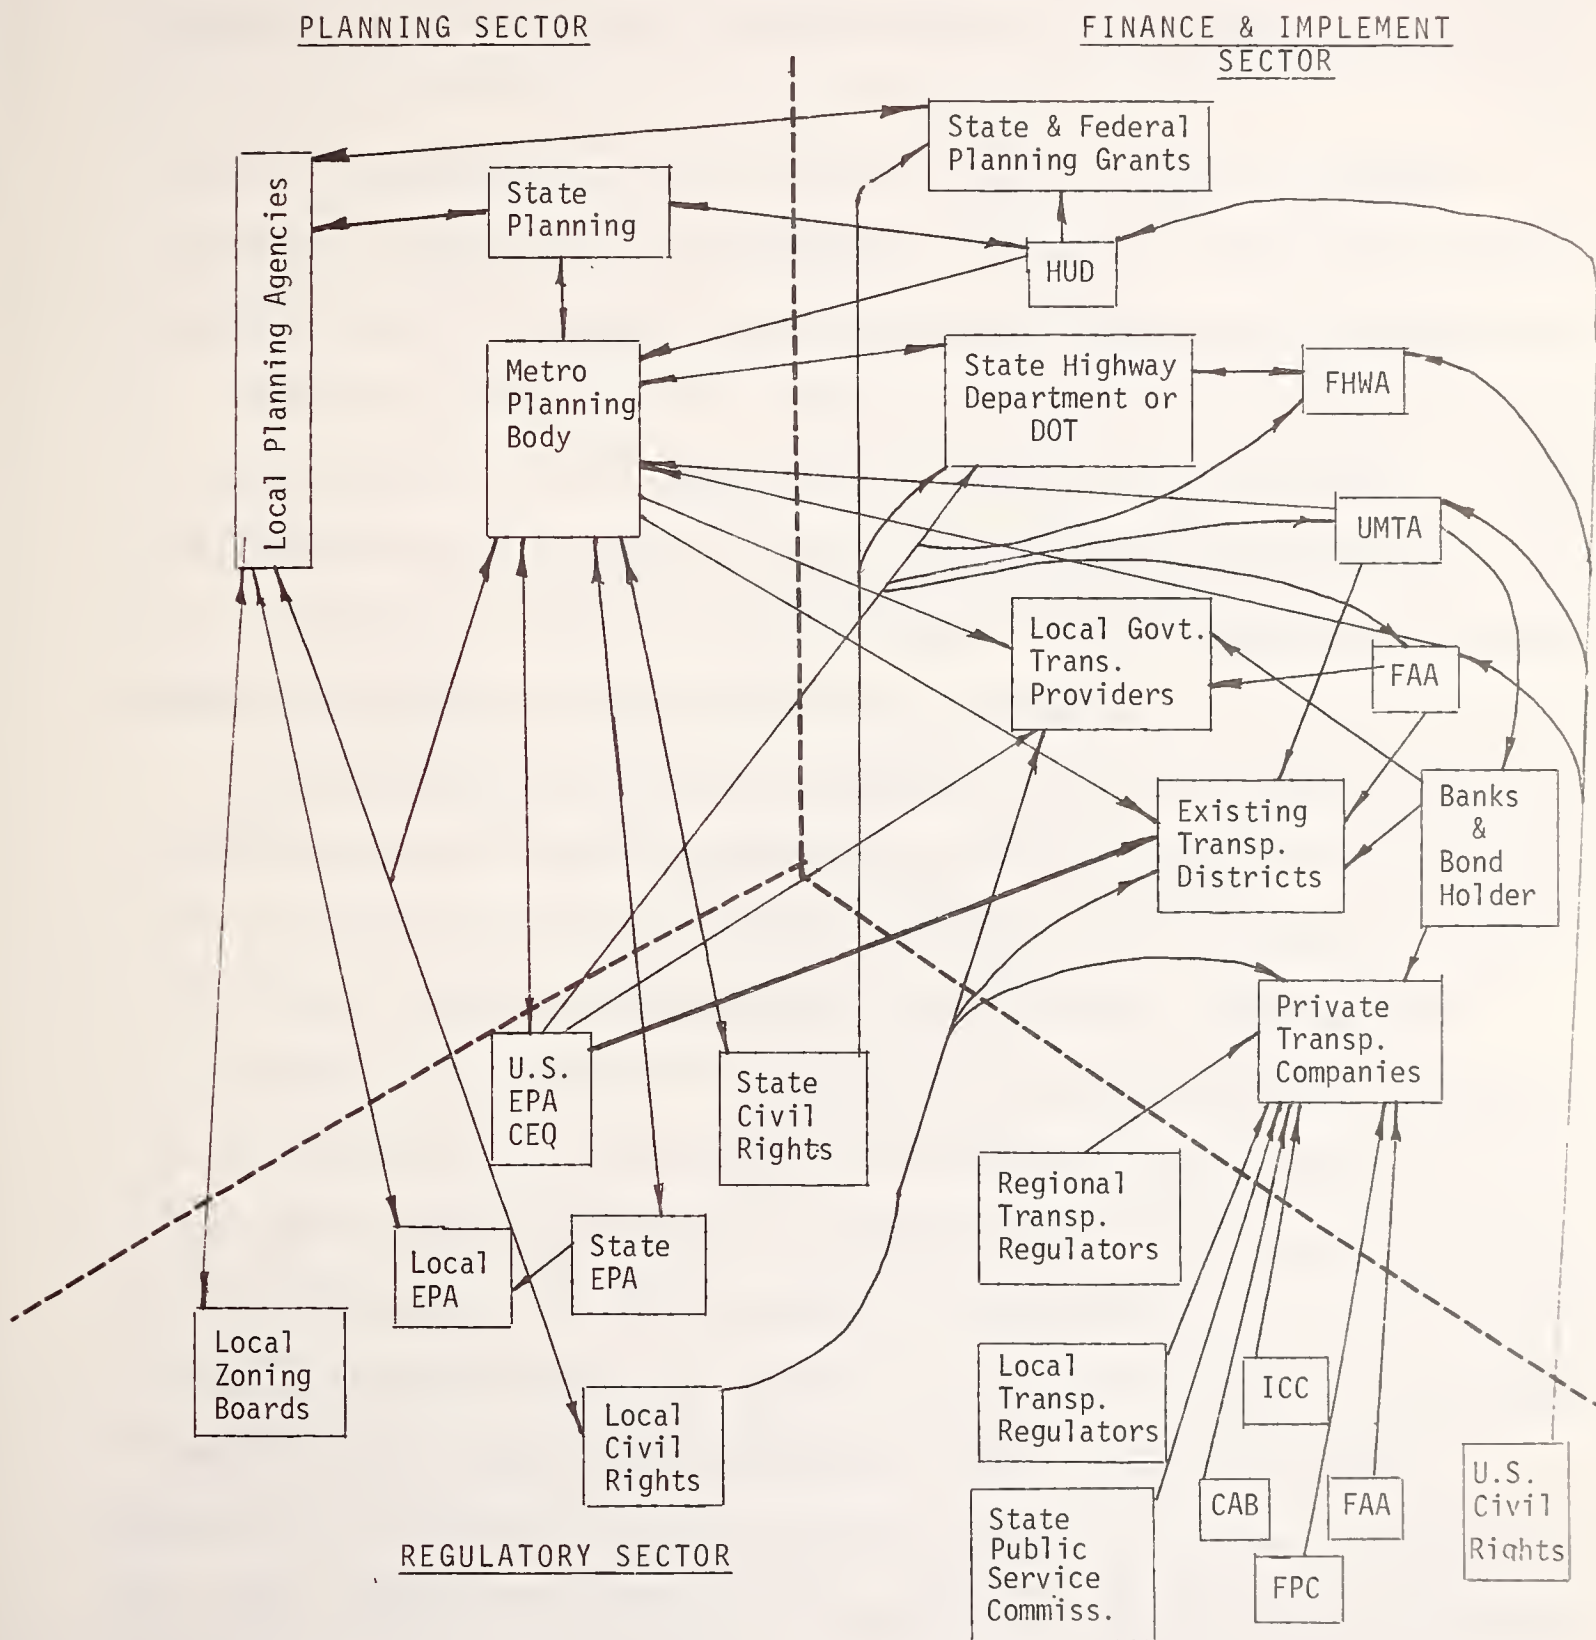 PLANNING SECTOR
FINANCE & IMPLEMENT
SECTOR
State & Federal
Planning Grants
Local Planning Agencies
State
Planning
HUD
Metro
Planning
Body
State Highway
Department or
DOT
FHWA
UMTA
Local Govt.
Trans.
Providers
FAA
Existing
Transp.
Districts
Banks
&
Bond
Holder
Private
Transp.
Companies
U.S.
EPA
CEQ
State
Civil
Rights
Regional
Transp.
Regulators
Local
EPA
State
EPA
Local
Zoning
Boards
Local
Civil
Rights
Local
Transp.
Regulators
ICC
CAB
FAA
FPC
State
Public
Service
Commiss.
U.S.
Civil
Rights
REGULATORY SECTOR